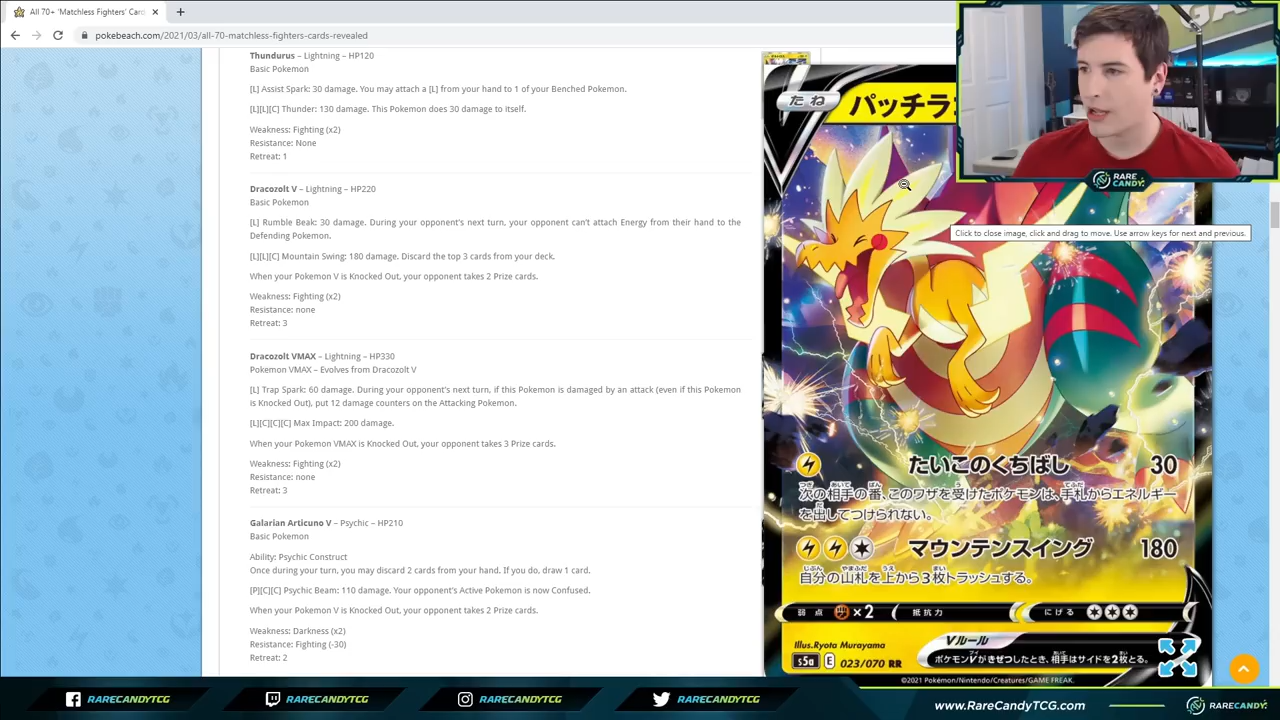 All 70+ 'Matchless Fighters' Card
pokebeach.com/2021/03/all-70-matchless-fighters-cards-revealed
Thundurus – Lightning – HP120
Basic Pokemon
[L] Assist Spark: 30 damage. You may attach a [L] from your hand to 1 of your Benched Pokemon.
[L][L][C] Thunder: 130 damage. This Pokemon does 30 damage to itself.
Weakness: Fighting (x2)
Resistance: None
Retreat: 1
Dracozolt V – Lightning – HP220
Basic Pokemon
[L] Rumble Beak: 30 damage. During your opponent's next turn, your opponent can't attach Energy from their hand to the
Defending Pokemon.
[L][L][C] Mountain Swing: 180 damage. Discard the top 3 cards from your deck.
When your Pokemon V is Knocked Out, your opponent takes 2 Prize cards.
Weakness: Fighting (x2)
Resistance: none
Retreat: 3
Dracozolt VMAX – Lightning – HP330
Pokemon VMAX – Evolves from Dracozolt V
[L] Trap Spark: 60 damage. During your opponent's next turn, if this Pokemon is damaged by an attack (even if this Pokemon
is Knocked Out), put 12 damage counters on the Attacking Pokemon.
[L][C][C][C] Max Impact: 200 damage.
When your Pokemon VMAX is Knocked Out, your opponent takes 3 Prize cards.
Weakness: Fighting (x2)
Resistance: none
Retreat: 3
Galarian Articuno V – Psychic – HP210
Basic Pokemon
Ability: Psychic Construct
Once during your turn, you may discard 2 cards from your hand. If you do, draw 1 card.
[P][C][C] Psychic Beam: 110 damage. Your opponent's Active Pokemon is now Confused.
When your Pokemon V is Knocked Out, your opponent takes 2 Prize cards.
Weakness: Darkness (x2)
Resistance: Fighting (-30)
Retreat: 2
たね
パッチラ
RARE CANDY.
Click to close image, click and drag to move. Use arrow keys for next and previous.
たいこのくちばし 30
次の相手の番、このワザを受けたポケモンは、手札からエネルギー
を出してつけられない。
マウンテンスイング 180
自分の山札を上から3枚トラッシュする。
弱点 ×2 抵抗力 にげる
Illus.Ryota Murayama
s5a E 023/070 RR
Vルール
ポケモンVがきぜつしたとき、相手はサイドを2枚とる。
©2021 Pokémon/Nintendo/Creatures/GAME FREAK.
RARECANDYTCG RARECANDYTCG RARECANDYTCG RARECANDYTCG www.RareCandyTCG.com RARE CANDY.